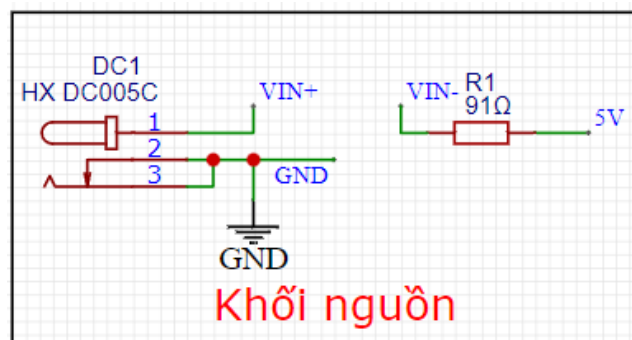 DC1
HX DC005C
1
2
3
VIN+
GND
GND
VIN-
R1
91Ω
5V
Khối nguồn